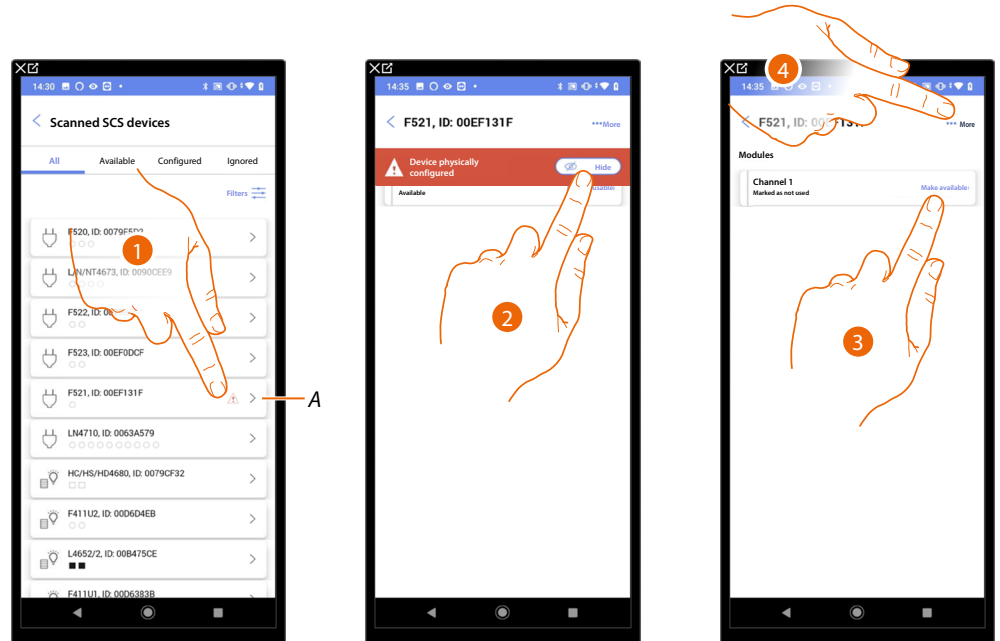 14:30
Scanned SCS devices
All Available Configured Ignored
Filters
F520, ID: 0079F5D2
L/N/NT4673, ID: 0090CEE9
F522, ID:
F523, ID: 00EF0DCF
F521, ID: 00EF131F
LN4710, ID: 0063A579
HC/HS/HD4680, ID: 0079CF32
F411U2, ID: 00D6D4EB
L4652/2, ID: 00B475CE
F411U1, ID: 00D6383B
1
A
14:35
F521, ID: 00EF131F
•••More
Device physically
configured
Hide
Available
2
4
14:35
F521, ID:
••• More
Modules
Channel 1
Marked as not used
Make available
3